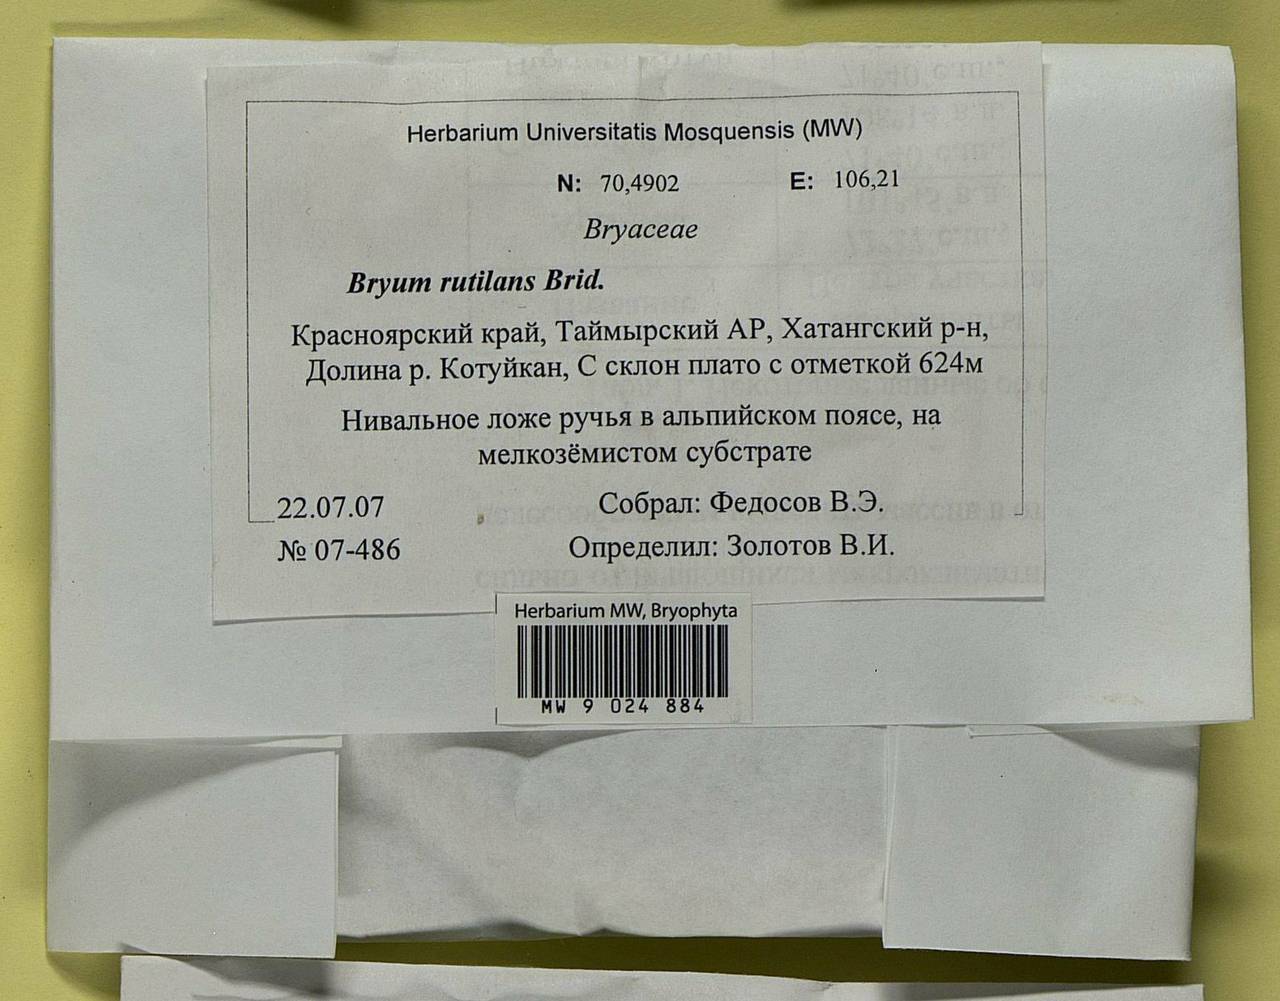 Herbarium Universitatis Mosquensis (MW)
N: 70,4902 E: 106,21
Bryaceae
Bryum rutilans Brid.
Красноярский край, Таймырский АР, Хатангский р-н,
Долина р. Котуйкан, С склон плато с отметкой 624м
Нивальное ложе ручья в альпийском поясе, на
мелкозёмистом субстрате
22.07.07 Собрал: Федосов В.Э.
№ 07-486 Определил: Золотов В.И.
Herbarium MW, Bryophyta
MW 9 024 884